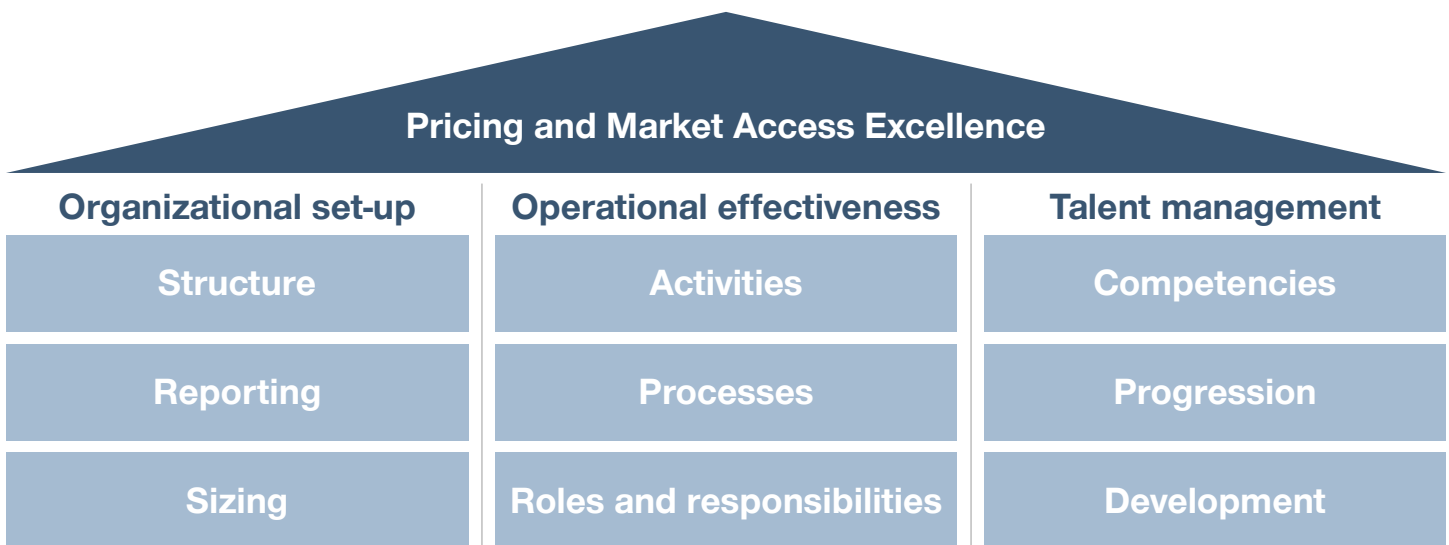 Pricing and Market Access Excellence
Organizational set-up
Operational effectiveness
Talent management
Structure
Activities
Competencies
Reporting
Processes
Progression
Sizing
Roles and responsibilities
Development